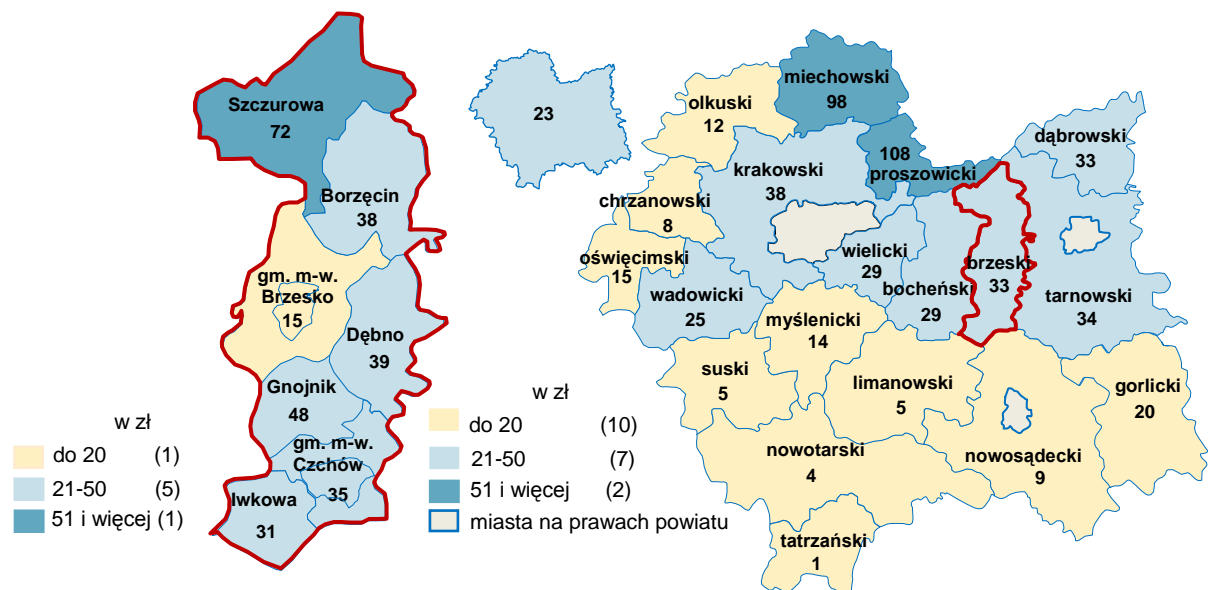 Szczurowa
72
Borzęcin
38
gm. m-w.
Brzesko
15
Dębno
39
Gnojnik
48
gm. m-w.
Czchów
35
Iwkowa
31
w zł
do 20 (1)
21-50 (5)
51 i więcej (1)
23
miechowski
98
olkuski
12
dąbrowski
33
108
proszowicki
krakowski
38
chrzanowski
8
oświęcimski
15
wielicki
29
brzeski
33
bocheński
29
wadowicki
25
tarnowski
34
myślenicki
14
suski
5
limanowski
5
gorlicki
20
nowotarski
4
nowosądecki
9
tatrzański
1
w zł
do 20 (10)
21-50 (7)
51 i więcej (2)
miasta na prawach powiatu